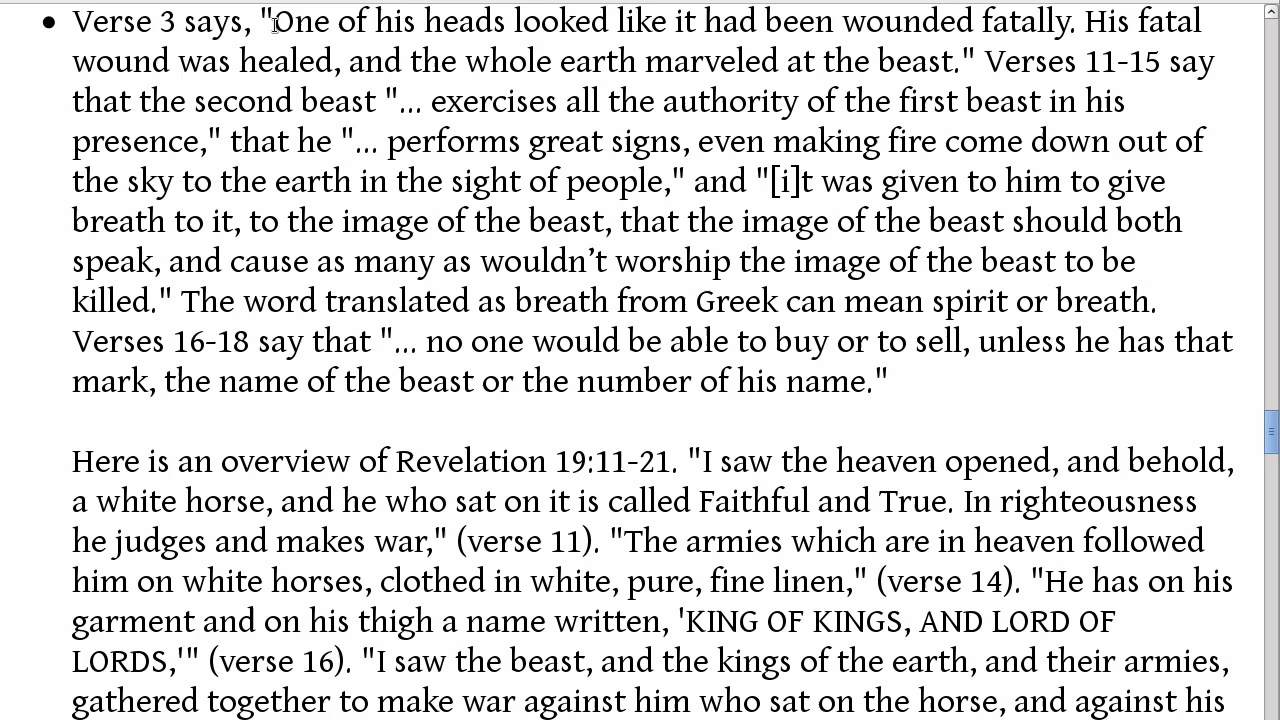 • Verse 3 says, "One of his heads looked like it had been wounded fatally. His fatal
wound was healed, and the whole earth marveled at the beast." Verses 11-15 say
that the second beast "... exercises all the authority of the first beast in his
presence," that he "... performs great signs, even making fire come down out of
the sky to the earth in the sight of people," and "[i]t was given to him to give
breath to it, to the image of the beast, that the image of the beast should both
speak, and cause as many as wouldn’t worship the image of the beast to be
killed." The word translated as breath from Greek can mean spirit or breath.
Verses 16-18 say that "... no one would be able to buy or to sell, unless he has that
mark, the name of the beast or the number of his name."
Here is an overview of Revelation 19:11-21. "I saw the heaven opened, and behold,
a white horse, and he who sat on it is called Faithful and True. In righteousness
he judges and makes war," (verse 11). "The armies which are in heaven followed
him on white horses, clothed in white, pure, fine linen," (verse 14). "He has on his
garment and on his thigh a name written, 'KING OF KINGS, AND LORD OF
LORDS,'" (verse 16). "I saw the beast, and the kings of the earth, and their armies,
gathered together to make war against him who sat on the horse, and against his